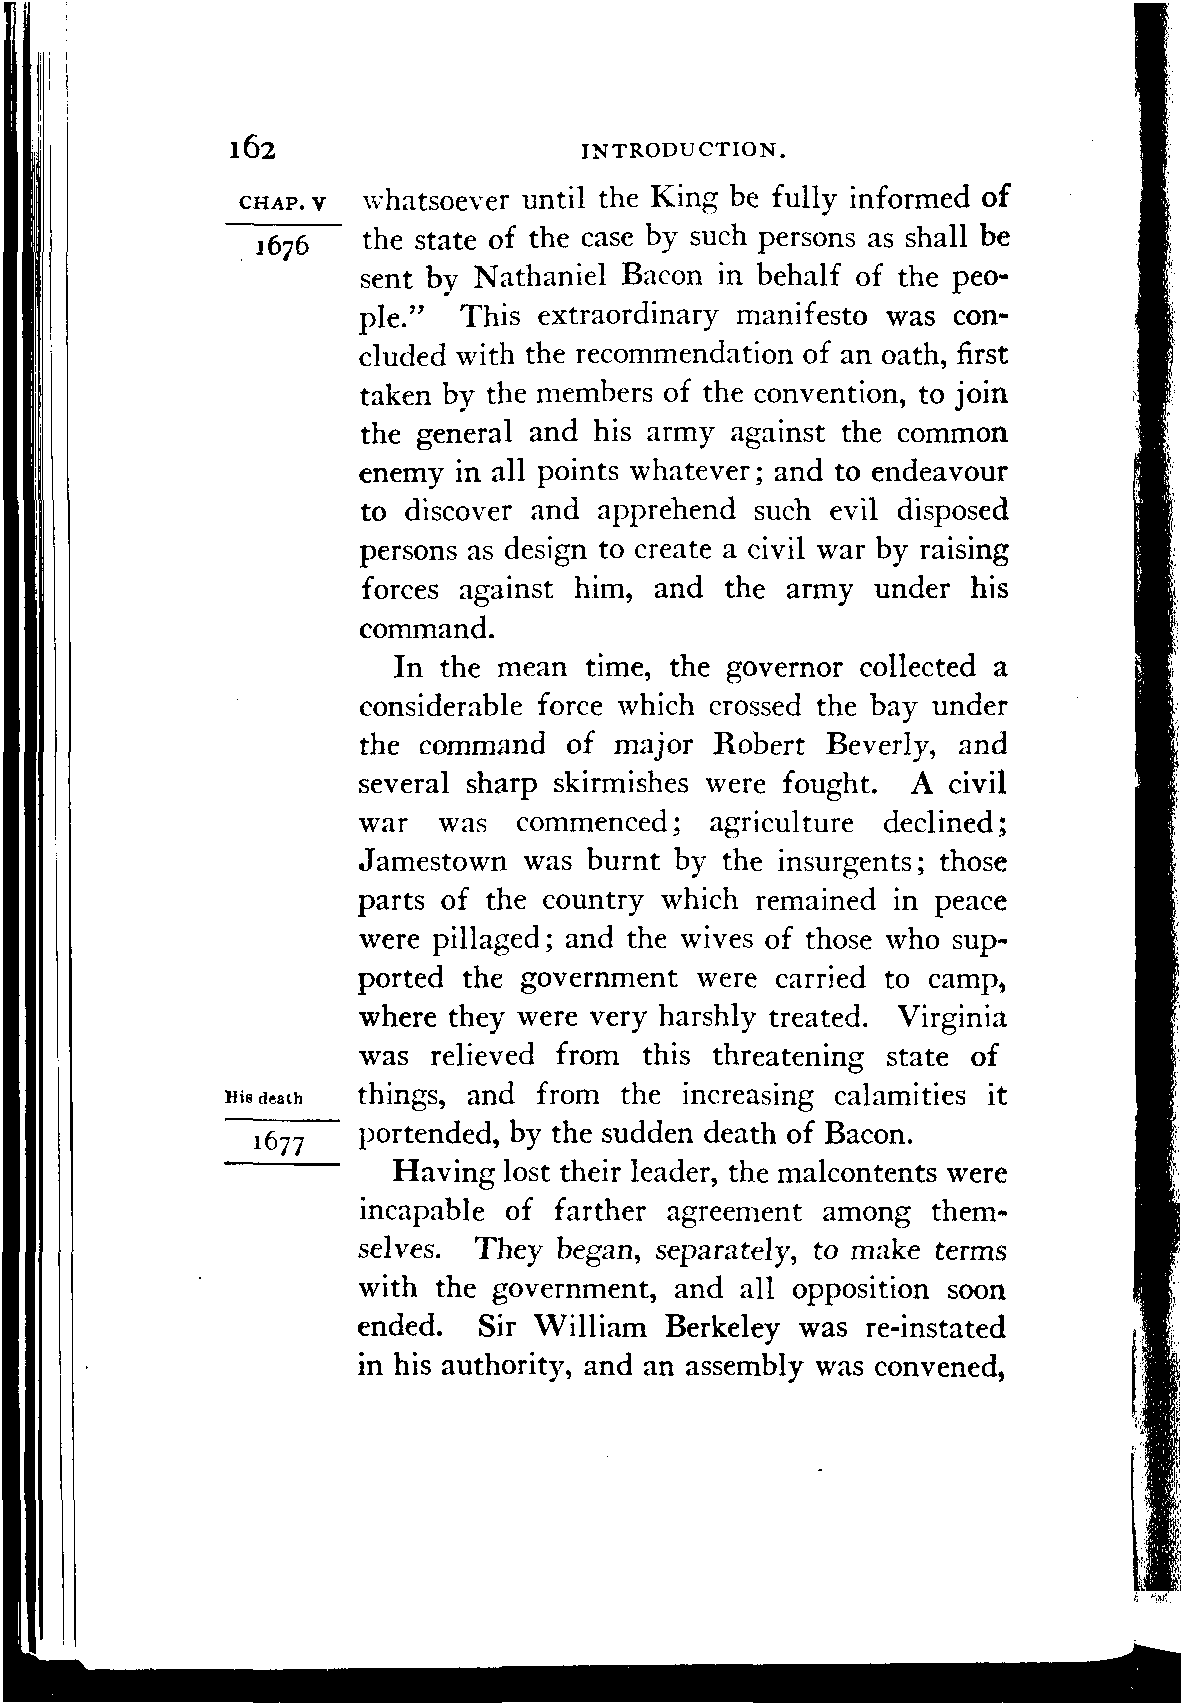 162 INTRODUCTION.
CHAP. V whatsoever until the King be fully informed of
1676 the state of the case by such persons as shall be
sent by Nathaniel Bacon in behalf of the peo-
ple.” This extraordinary manifesto was con-
cluded with the recommendation of an oath, first
taken by the members of the convention, to join
the general and his army against the common
enemy in all points whatever; and to endeavour
to discover and apprehend such evil disposed
persons as design to create a civil war by raising
forces against him, and the army under his
command.
In the mean time, the governor collected a
considerable force which crossed the bay under
the command of major Robert Beverly, and
several sharp skirmishes were fought. A civil
war was commenced; agriculture declined;
Jamestown was burnt by the insurgents; those
parts of the country which remained in peace
were pillaged; and the wives of those who sup-
ported the government were carried to camp,
where they were very harshly treated. Virginia
was relieved from this threatening state of
His death things, and from the increasing calamities it
1677 portended, by the sudden death of Bacon.
Having lost their leader, the malcontents were
incapable of farther agreement among them-
selves. They began, separately, to make terms
with the government, and all opposition soon
ended. Sir William Berkeley was re-instated
in his authority, and an assembly was convened,